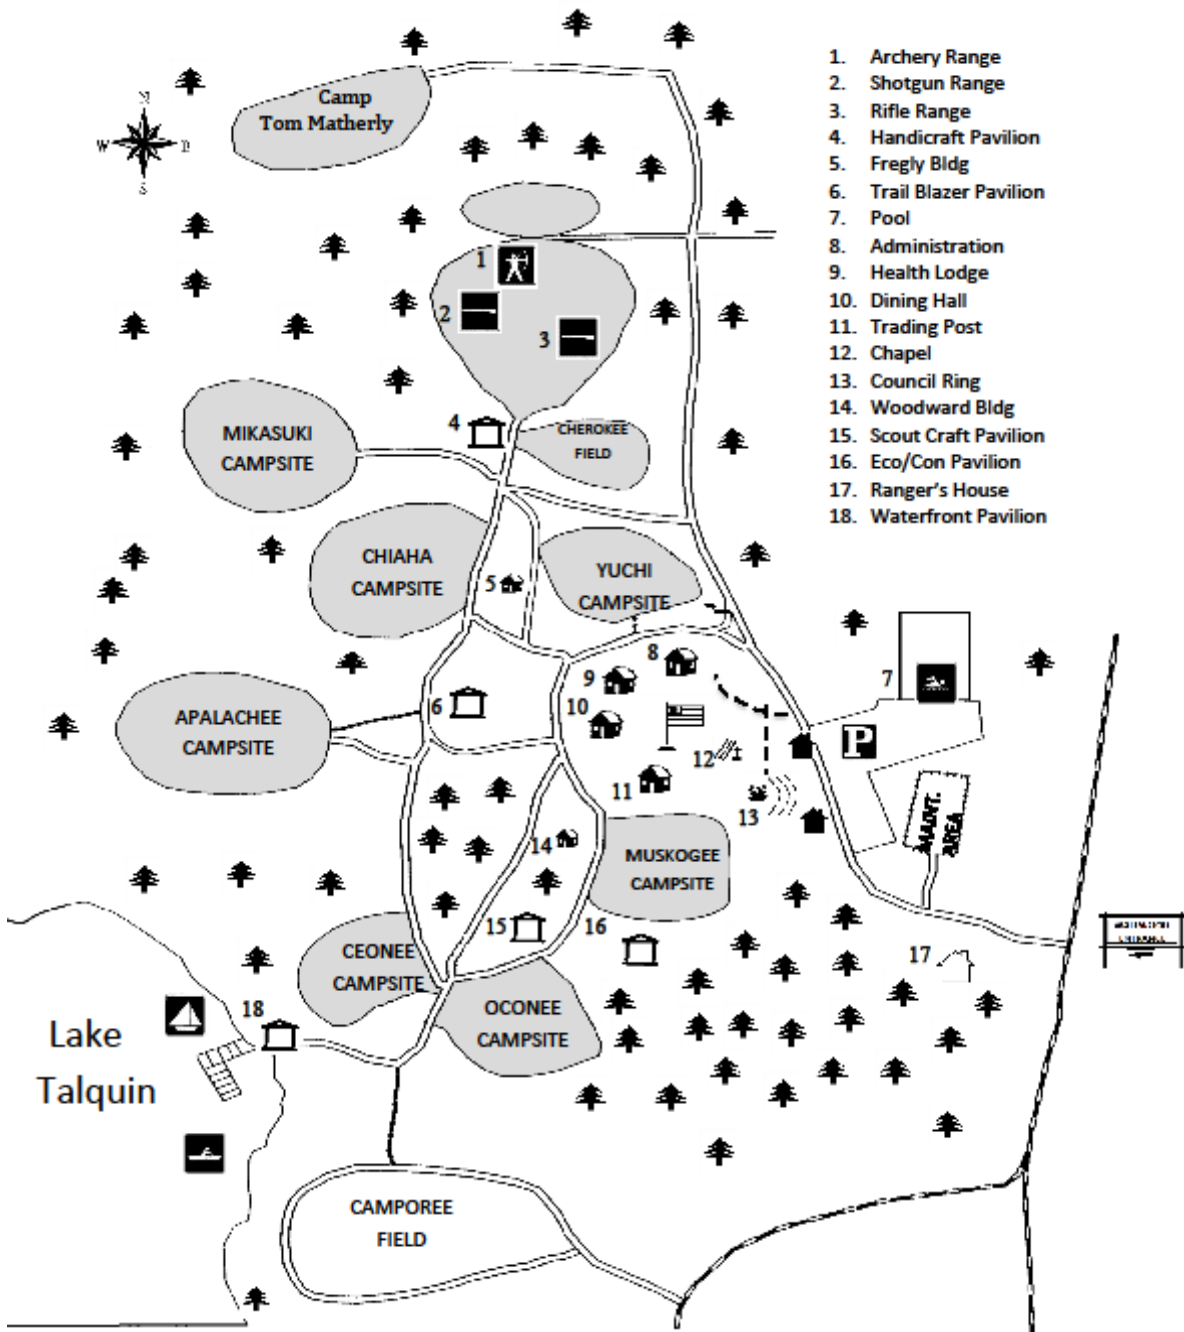 Camp
Tom Matherly
N
W
S
1. Archery Range
2. Shotgun Range
3. Rifle Range
4. Handicraft Pavilion
5. Fregly Bldg
6. Trail Blazer Pavilion
7. Pool
8. Administration
9. Health Lodge
10. Dining Hall
11. Trading Post
12. Chapel
13. Council Ring
14. Woodward Bldg
15. Scout Craft Pavilion
16. Eco/Con Pavilion
17. Ranger's House
18. Waterfront Pavilion
1
2
3
4
CHEROKEE
FIELD
MIKASUKI
CAMPSITE
CHIAHA
CAMPSITE
5
YUCHI
CAMPSITE
8
9
7
10
6
APALACHEE
CAMPSITE
P
12
11
13
MAINT.
AREA
14
MUSKOGEE
CAMPSITE
15
16
17
ENTRANCE
CEONEE
CAMPSITE
18
OCONEE
CAMPSITE
Lake
Talquin
CAMPOREE
FIELD